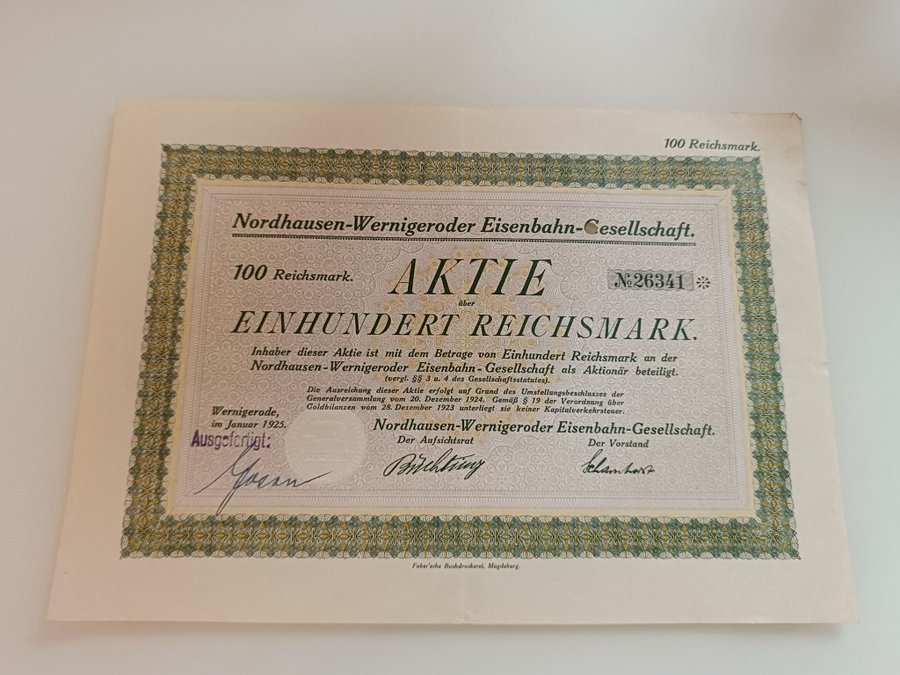 100 Reichsmark.
Nordhausen-Wernigeroder Eisenbahn-Gesellschaft.
100 Reichsmark. AKTIE № 26341 ✻
über
EINHUNDERT REICHSMARK.
Inhaber dieser Aktie ist mit dem Betrage von Einhundert Reichsmark an der
Nordhausen-Wernigeroder Eisenbahn-Gesellschaft als Aktionär beteiligt.
(vergl. §§ 3 u. 4 des Gesellschaftsstatutes).
Die Ausreichung dieser Aktie erfolgt auf Grund des Umstellungsbeschlusses der
Generalversammlung vom 20. Dezember 1924. Gemäß § 19 der Verordnung über
Goldbilanzen vom 28. Dezember 1923 unterliegt sie keiner Kapitalverkehrsteuer.
Wernigerode,
im Januar 1925.
Ausgefertigt:
Nordhausen-Wernigeroder Eisenbahn-Gesellschaft.
Der Aufsichtsrat Der Vorstand
Faber'sche Buchdruckerei, Magdeburg.